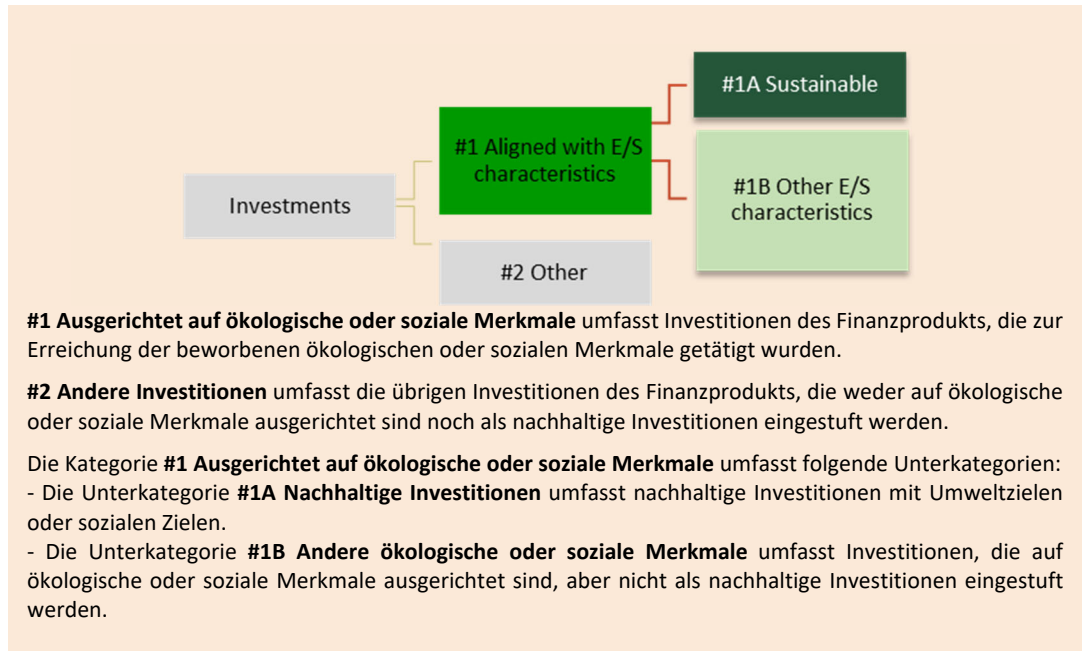 #1A Sustainable
#1 Aligned with E/S
characteristics
#1B Other E/S
characteristics
Investments
#2 Other
#1 Ausgerichtet auf ökologische oder soziale Merkmale umfasst Investitionen des Finanzprodukts, die zur
Erreichung der beworbenen ökologischen oder sozialen Merkmale getätigt wurden.
#2 Andere Investitionen umfasst die übrigen Investitionen des Finanzprodukts, die weder auf ökologische
oder soziale Merkmale ausgerichtet sind noch als nachhaltige Investitionen eingestuft werden.
Die Kategorie #1 Ausgerichtet auf ökologische oder soziale Merkmale umfasst folgende Unterkategorien:
- Die Unterkategorie #1A Nachhaltige Investitionen umfasst nachhaltige Investitionen mit Umweltzielen
oder sozialen Zielen.
- Die Unterkategorie #1B Andere ökologische oder soziale Merkmale umfasst Investitionen, die auf
ökologische oder soziale Merkmale ausgerichtet sind, aber nicht als nachhaltige Investitionen eingestuft
werden.